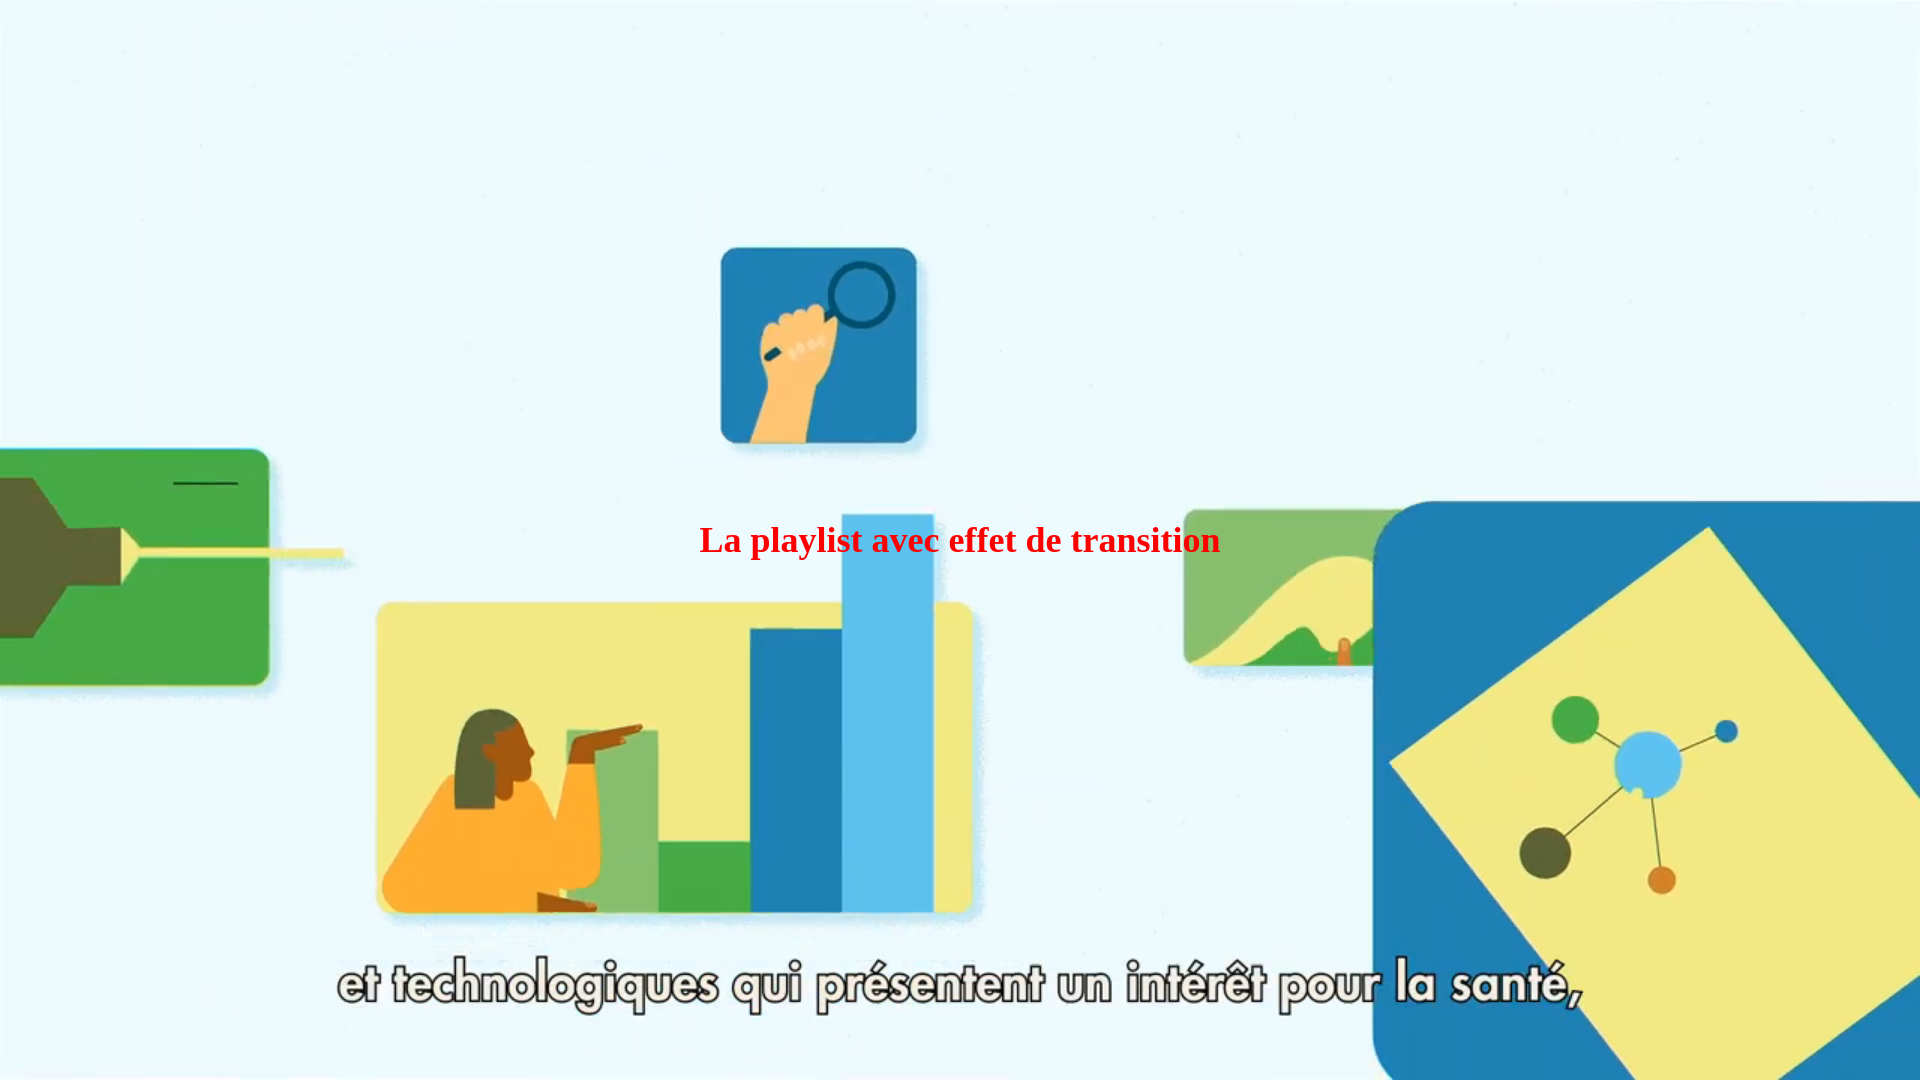 La playlist avec effet de transition
et technologiques qui présentent un intérêt pour la santé,